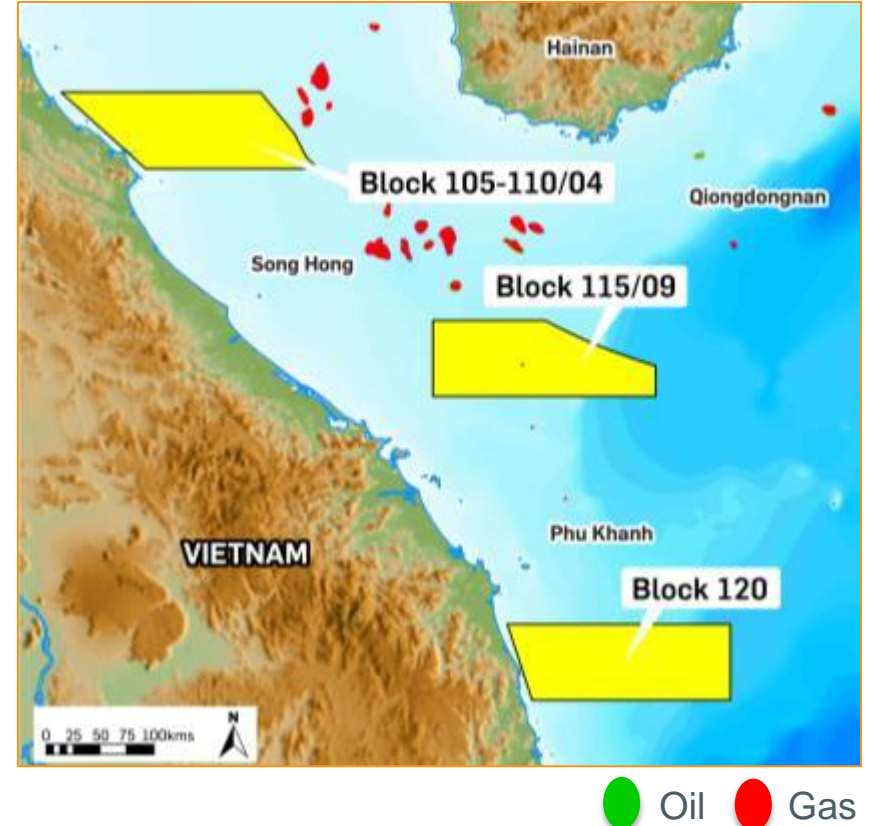 Hainan
Block 105-110/04
Qiongdongnan
Song Hong
Block 115/09
Phu Khanh
VIETNAM
Block 120
N
0 25 50 75 100kms
Oil Gas